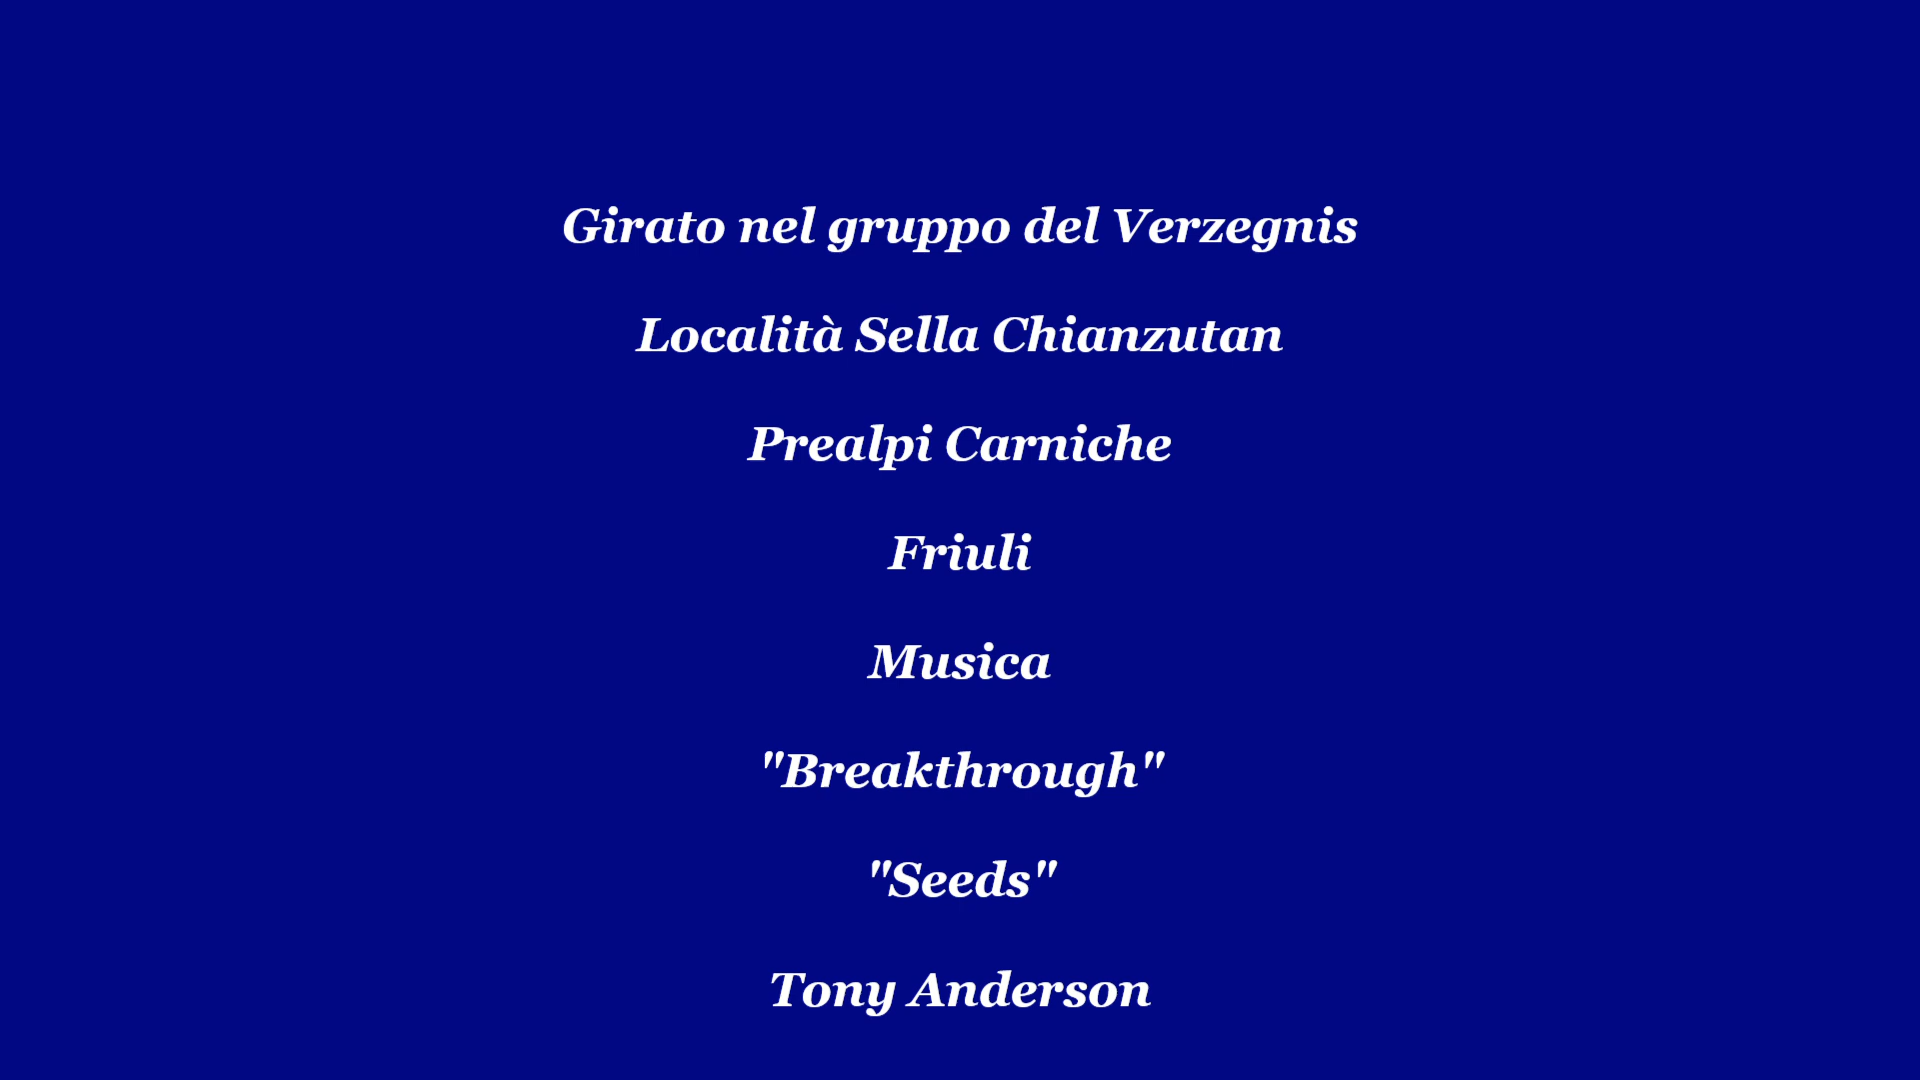 Girato nel gruppo del Verzegnis
Località Sella Chianzutan
Prealpi Carniche
Friuli
Musica
"Breakthrough"
"Seeds"
Tony Anderson